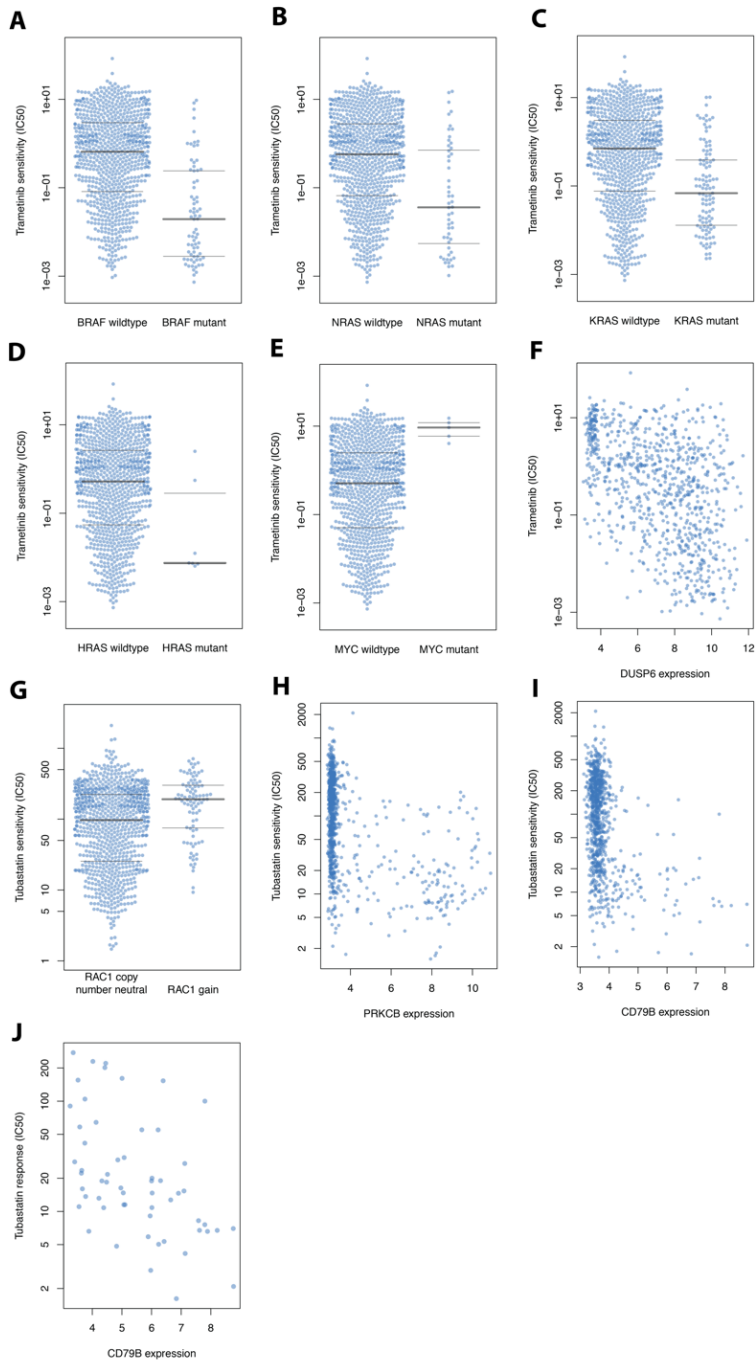 A
Trametinib sensitivity (IC50)
1e+01
1e−01
1e−03
BRAF wildtype BRAF mutant
B
Trametinib sensitivity (IC50)
1e+01
1e−01
1e−03
NRAS wildtype NRAS mutant
C
Trametinib sensitivity (IC50)
1e+01
1e−01
1e−03
KRAS wildtype KRAS mutant
D
Trametinib sensitivity (IC50)
1e+01
1e−01
1e−03
HRAS wildtype HRAS mutant
E
Trametinib sensitivity (IC50)
1e+01
1e−01
1e−03
MYC wildtype MYC mutant
F
Trametinib (IC50)
1e+01
1e−01
1e−03
4 6 8 10 12
DUSP6 expression
G
Tubastatin sensitivity (IC50)
500
50
10
5
1
RAC1 copy
number neutral RAC1 gain
H
Tubastatin sensitivity (IC50)
2000
500
200
50
20
10
5
2
4 6 8 10
PRKCB expression
I
Tubastatin sensitivity (IC50)
2000
500
200
50
20
10
5
2
3 4 5 6 7 8
CD79B expression
J
Tubastatin response (IC50)
200
100
50
20
10
5
2
4 5 6 7 8
CD79B expression